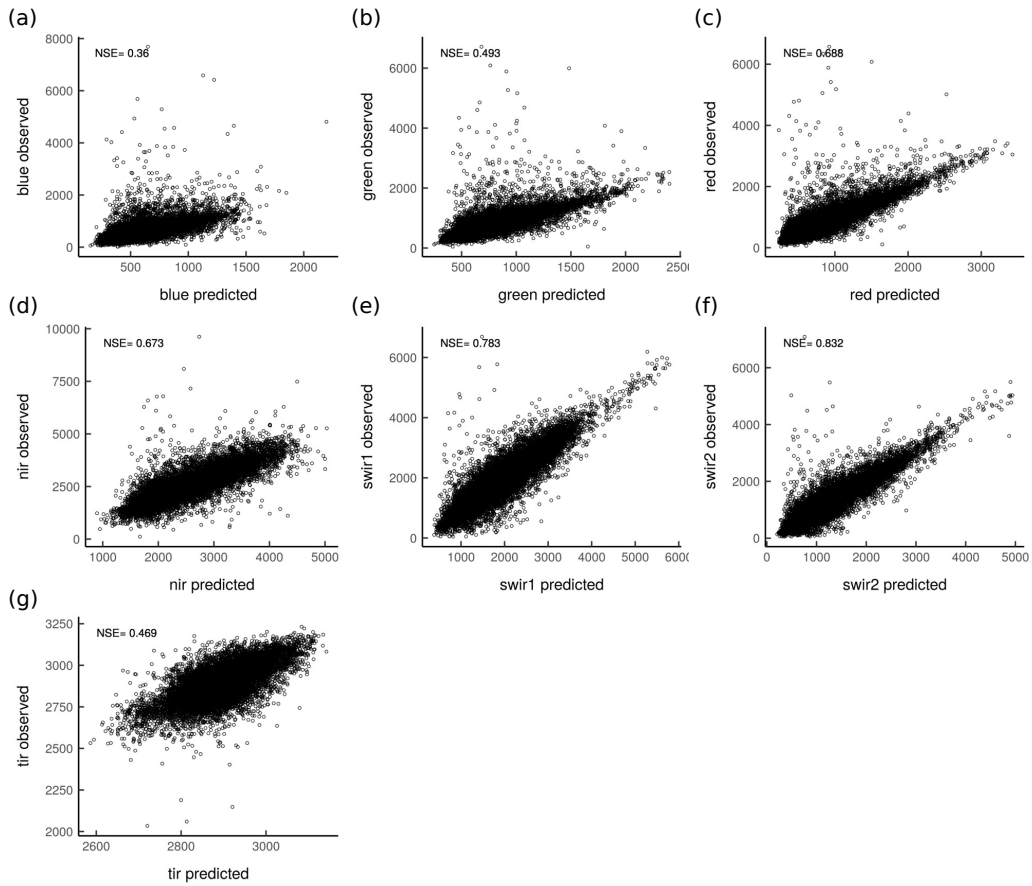 (a)
(b)
(c)
NSE= 0.36
NSE= 0.493
NSE= 0.688
8000
6000
4000
2000
0
blue observed
500
1000
1500
2000
blue predicted
6000
4000
2000
0
green observed
500
1000
1500
2000
2500
green predicted
6000
4000
2000
0
red observed
1000
2000
3000
red predicted
(d)
(e)
(f)
NSE= 0.673
NSE= 0.783
NSE= 0.832
10000
7500
5000
2500
0
nir observed
1000
2000
3000
4000
5000
nir predicted
6000
4000
2000
0
swir1 observed
1000
2000
3000
4000
5000
6000
swir1 predicted
6000
4000
2000
0
swir2 observed
0
1000
2000
3000
4000
5000
swir2 predicted
(g)
NSE= 0.469
3250
3000
2750
2500
2250
2000
tir observed
2600
2800
3000
tir predicted